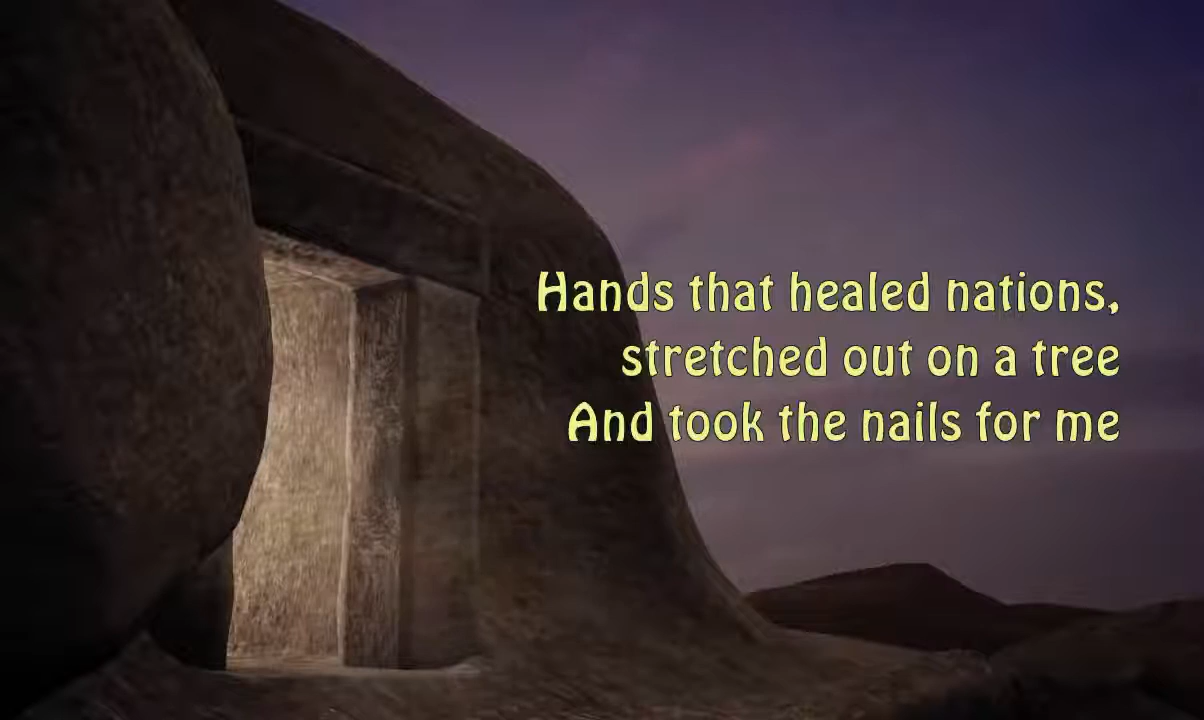 Hands that healed nations,
stretched out on a tree
And took the nails for me